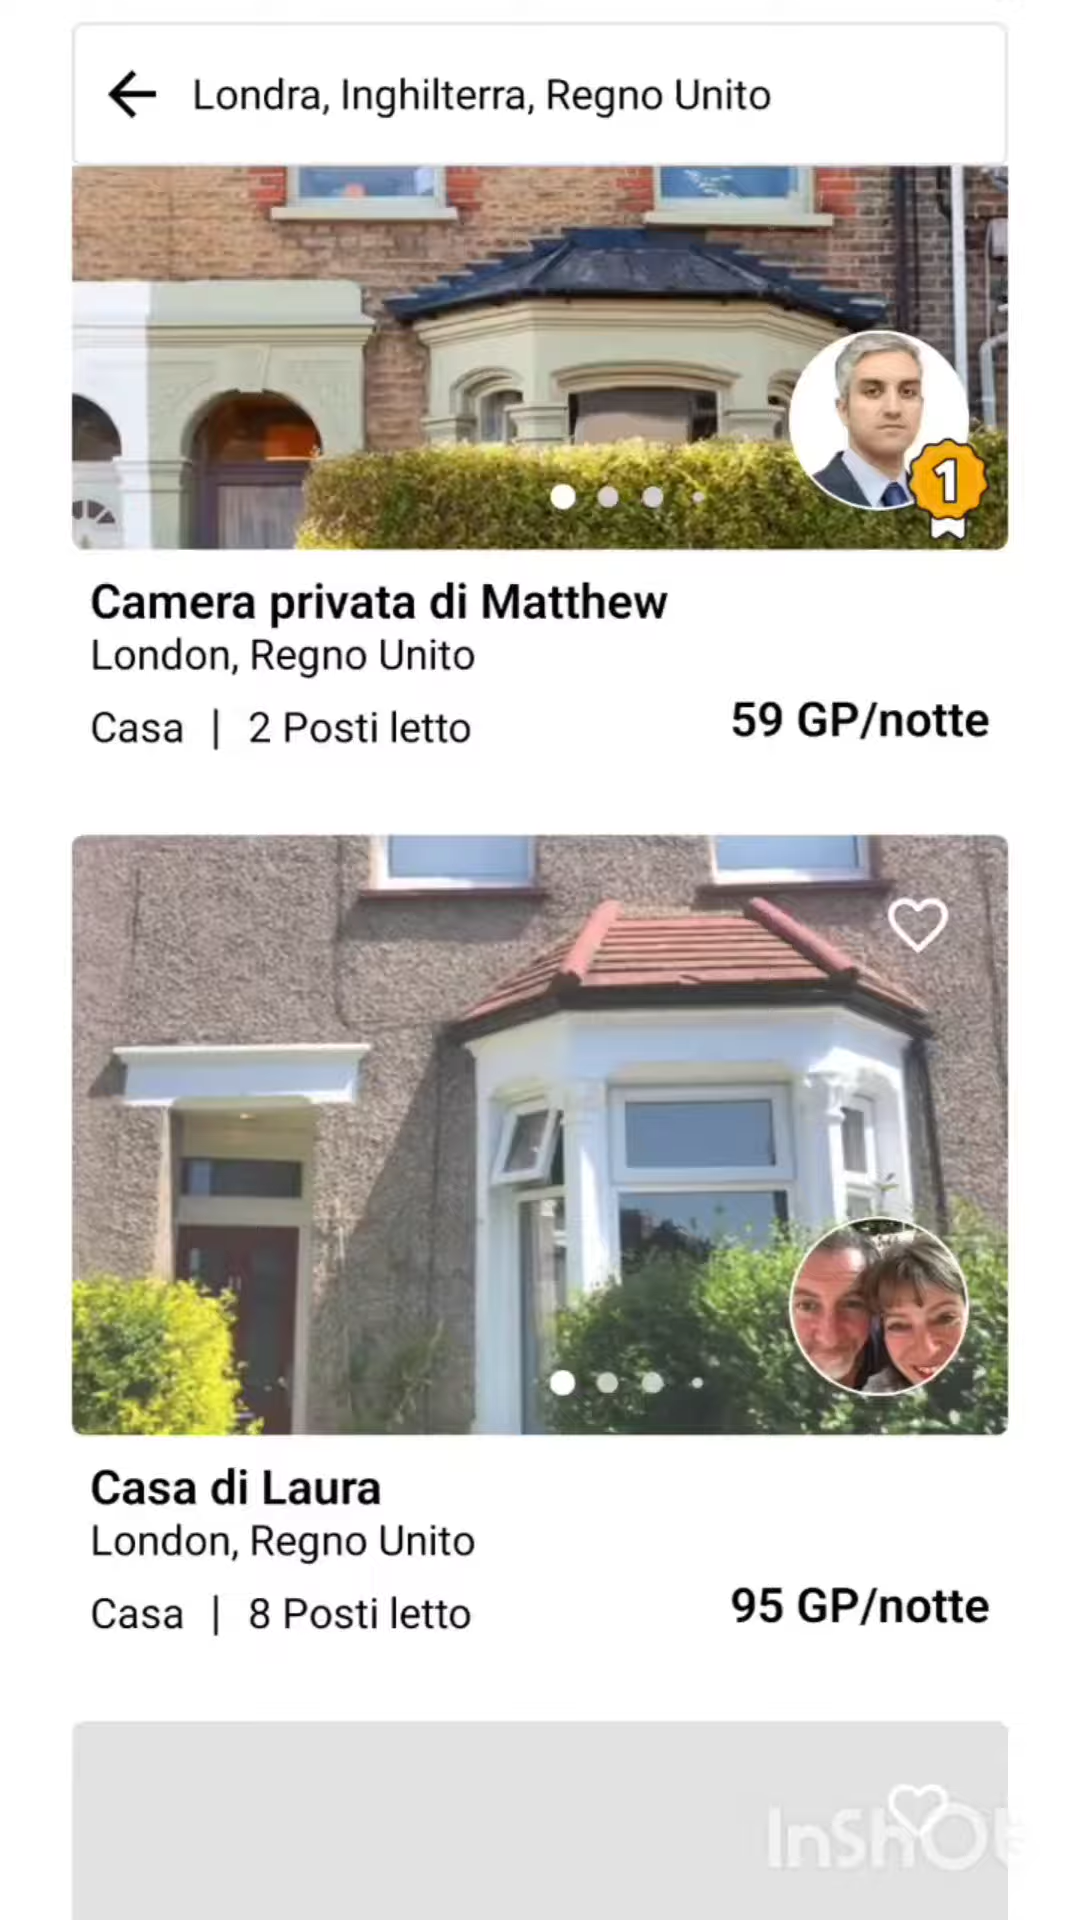 Londra, Inghilterra, Regno Unito
1
Camera privata di Matthew
London, Regno Unito
Casa | 2 Posti letto
59 GP/notte
Casa di Laura
London, Regno Unito
Casa | 8 Posti letto
95 GP/notte
InShOt